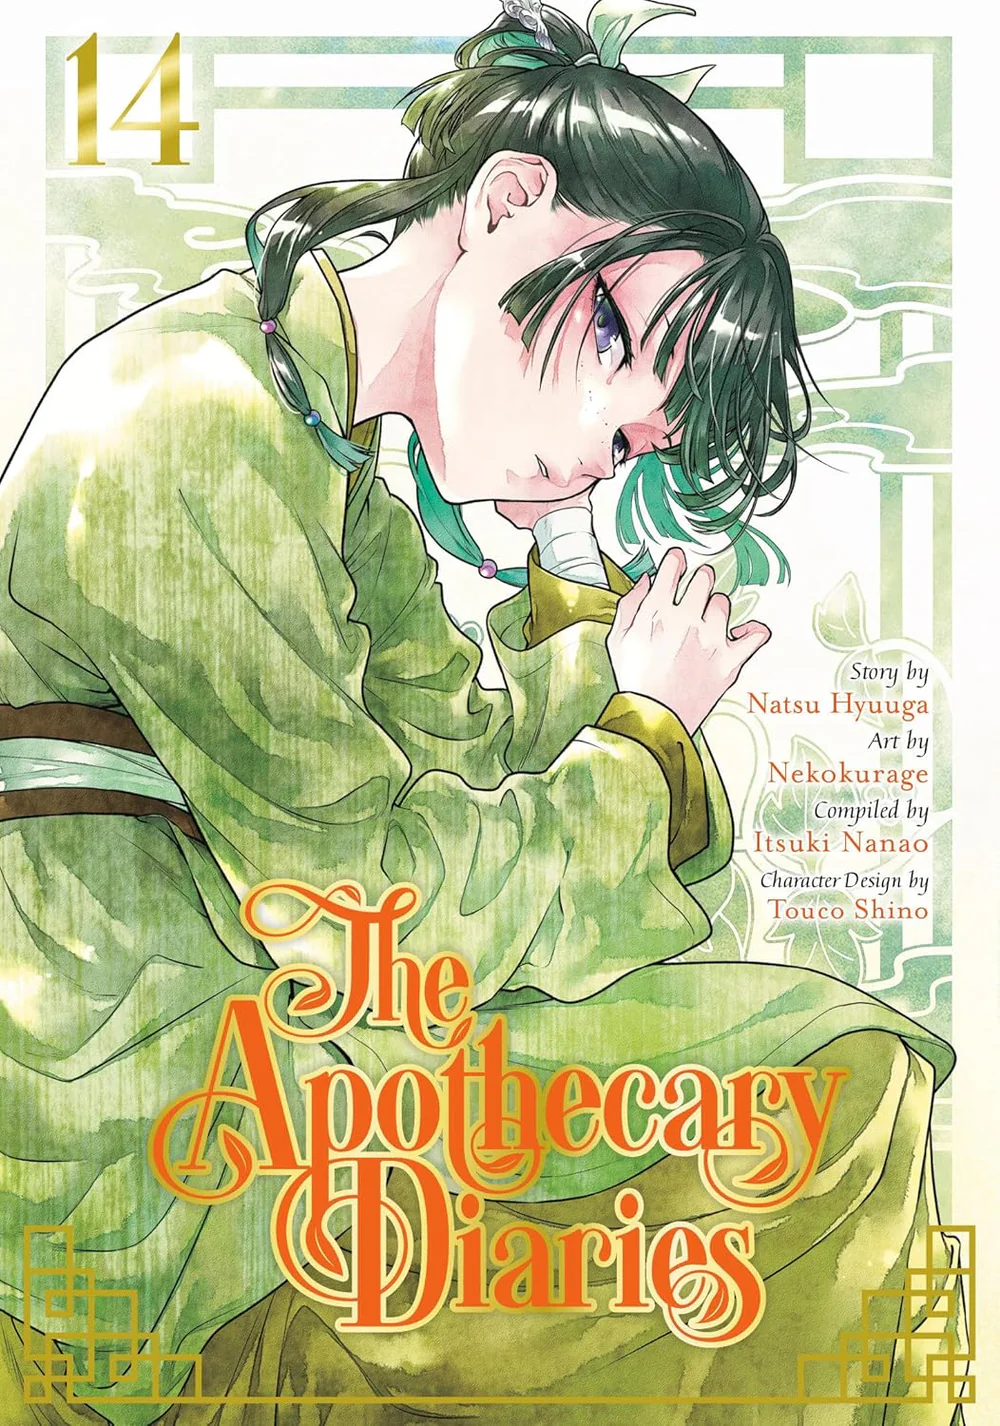 14
Story by
Natsu Hyuuga
Art by
Nekokurage
Compiled by
Itsuki Nanao
Character Design by
Touco Shino
The
Apothecary
Diaries